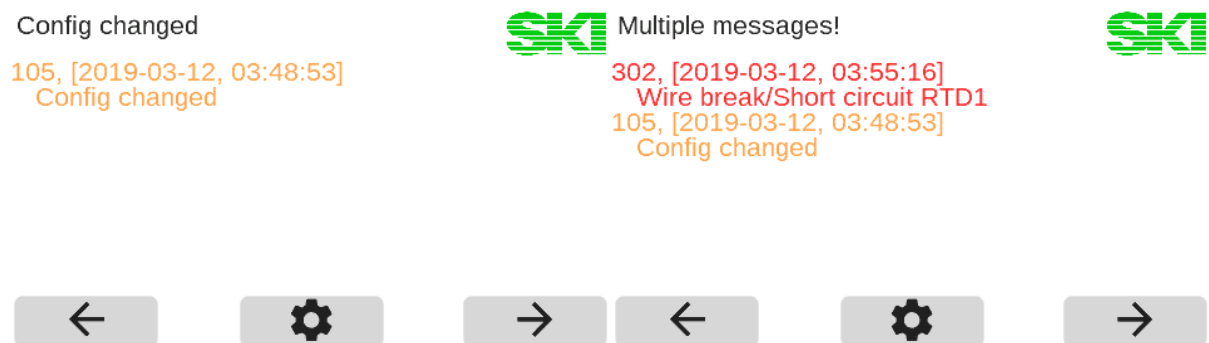 Config changed
SKI
105, [2019-03-12, 03:48:53]
Config changed
Multiple messages!
SKI
302, [2019-03-12, 03:55:16]
Wire break/Short circuit RTD1
105, [2019-03-12, 03:48:53]
Config changed